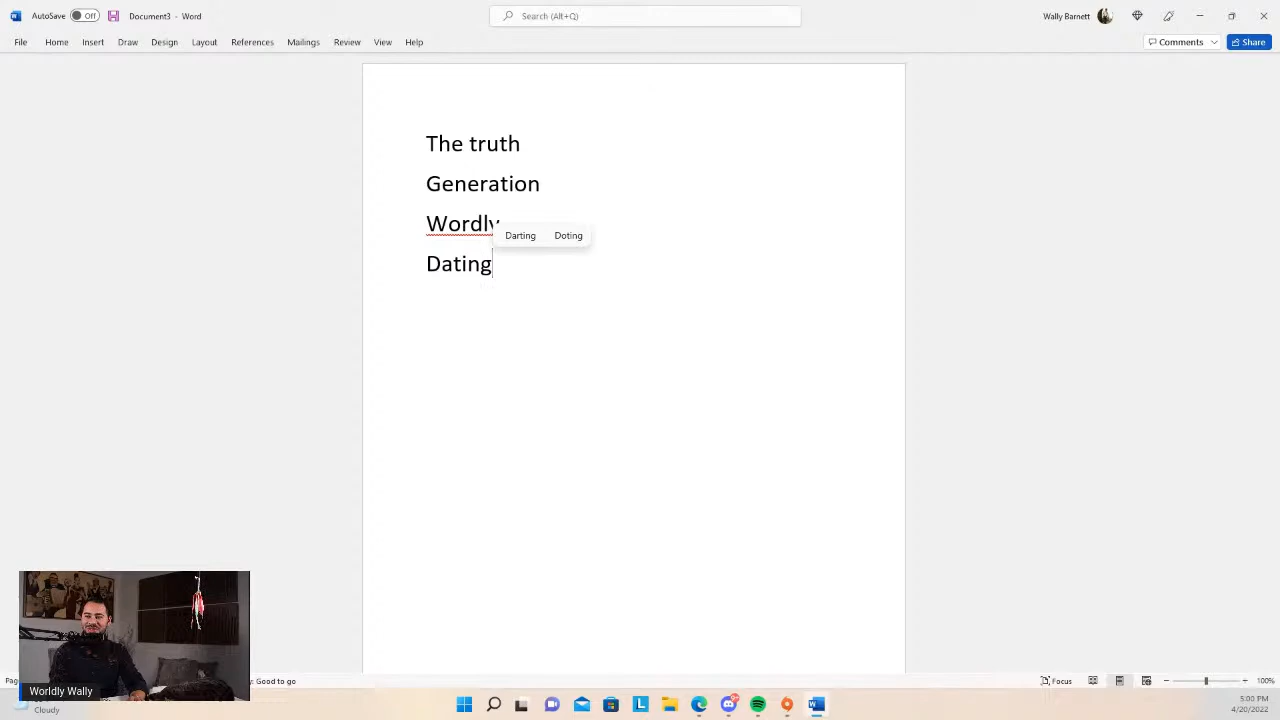 AutoSave Off Document3 - Word Search (Alt+Q) Wally Barnett
File Home Insert Draw Design Layout References Mailings Review View Help Comments Share
The truth
Generation
Wordly
Darting Doting
Dating
Worldly Wally
: Good to go Focus 100%
Cloudy
5:00 PM
4/20/2022